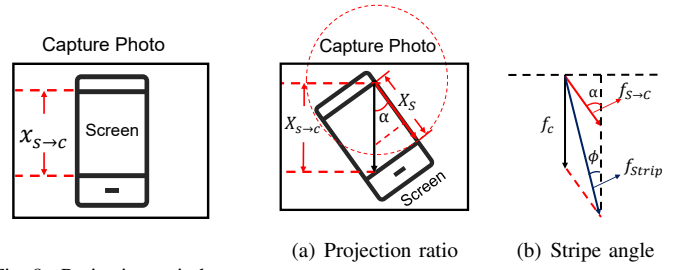 Capture Photo
x_{S→C}
Screen
Capture Photo
X_{s→c}
X_S
α
Screen
α
f_{S→C}
f_c
ϕ
f_{Strip}
(a) Projection ratio
(b) Stripe angle